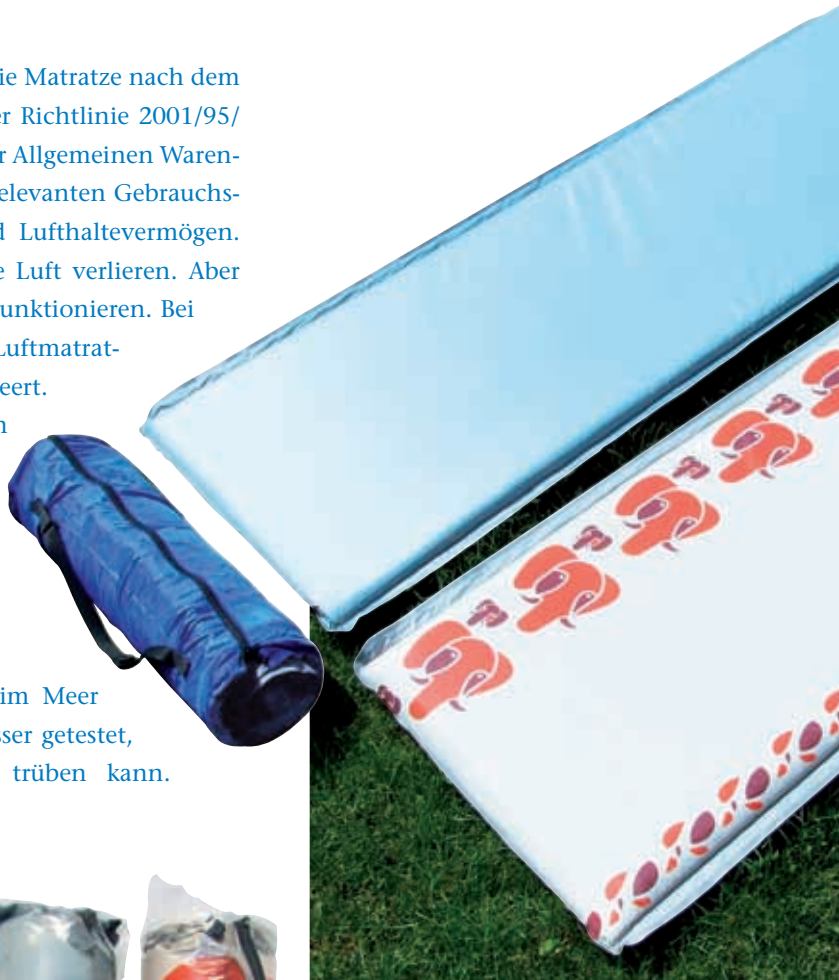 ie Matratze nach dem
er Richtlinie 2001/95/
r Allgemeinen Waren-
elevanten Gebrauchs-
d Lufthaltevermögen.
e Luft verlieren. Aber
unktionieren. Bei
Luftmatrat-
eert.
n
im Meer
sser getestet,
trüben kann.